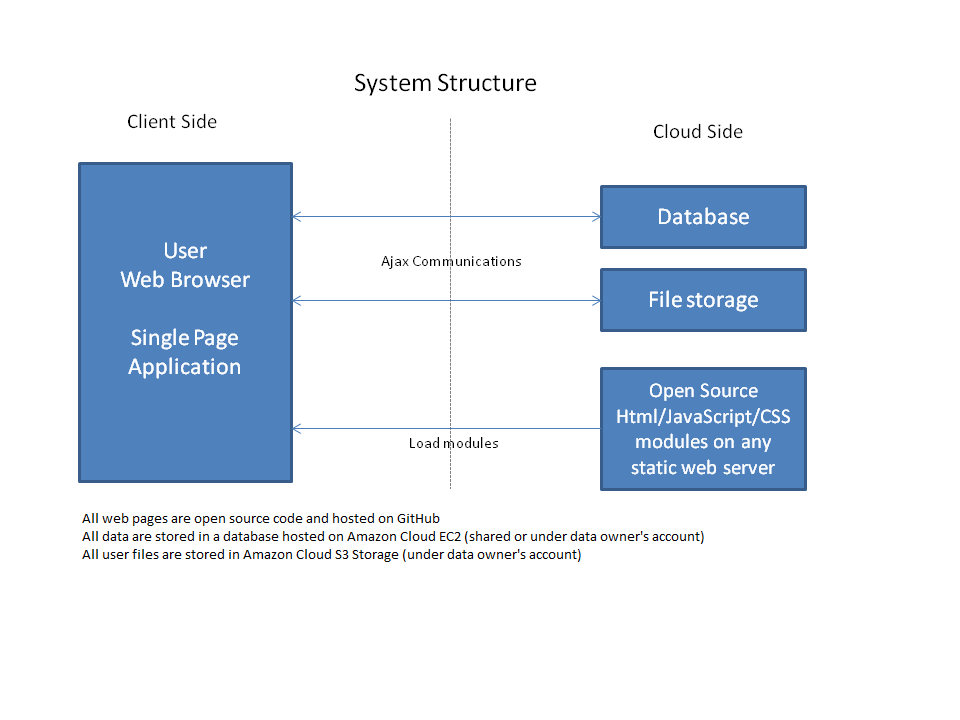 System Structure
Client Side
Cloud Side
User
Web Browser
Single Page
Application
Database
Ajax Communications
File storage
Open Source
Html/JavaScript/CSS
modules on any
static web server
Load modules
All web pages are open source code and hosted on GitHub
All data are stored in a database hosted on Amazon Cloud EC2 (shared or under data owner's account)
All user files are stored in Amazon Cloud S3 Storage (under data owner's account)